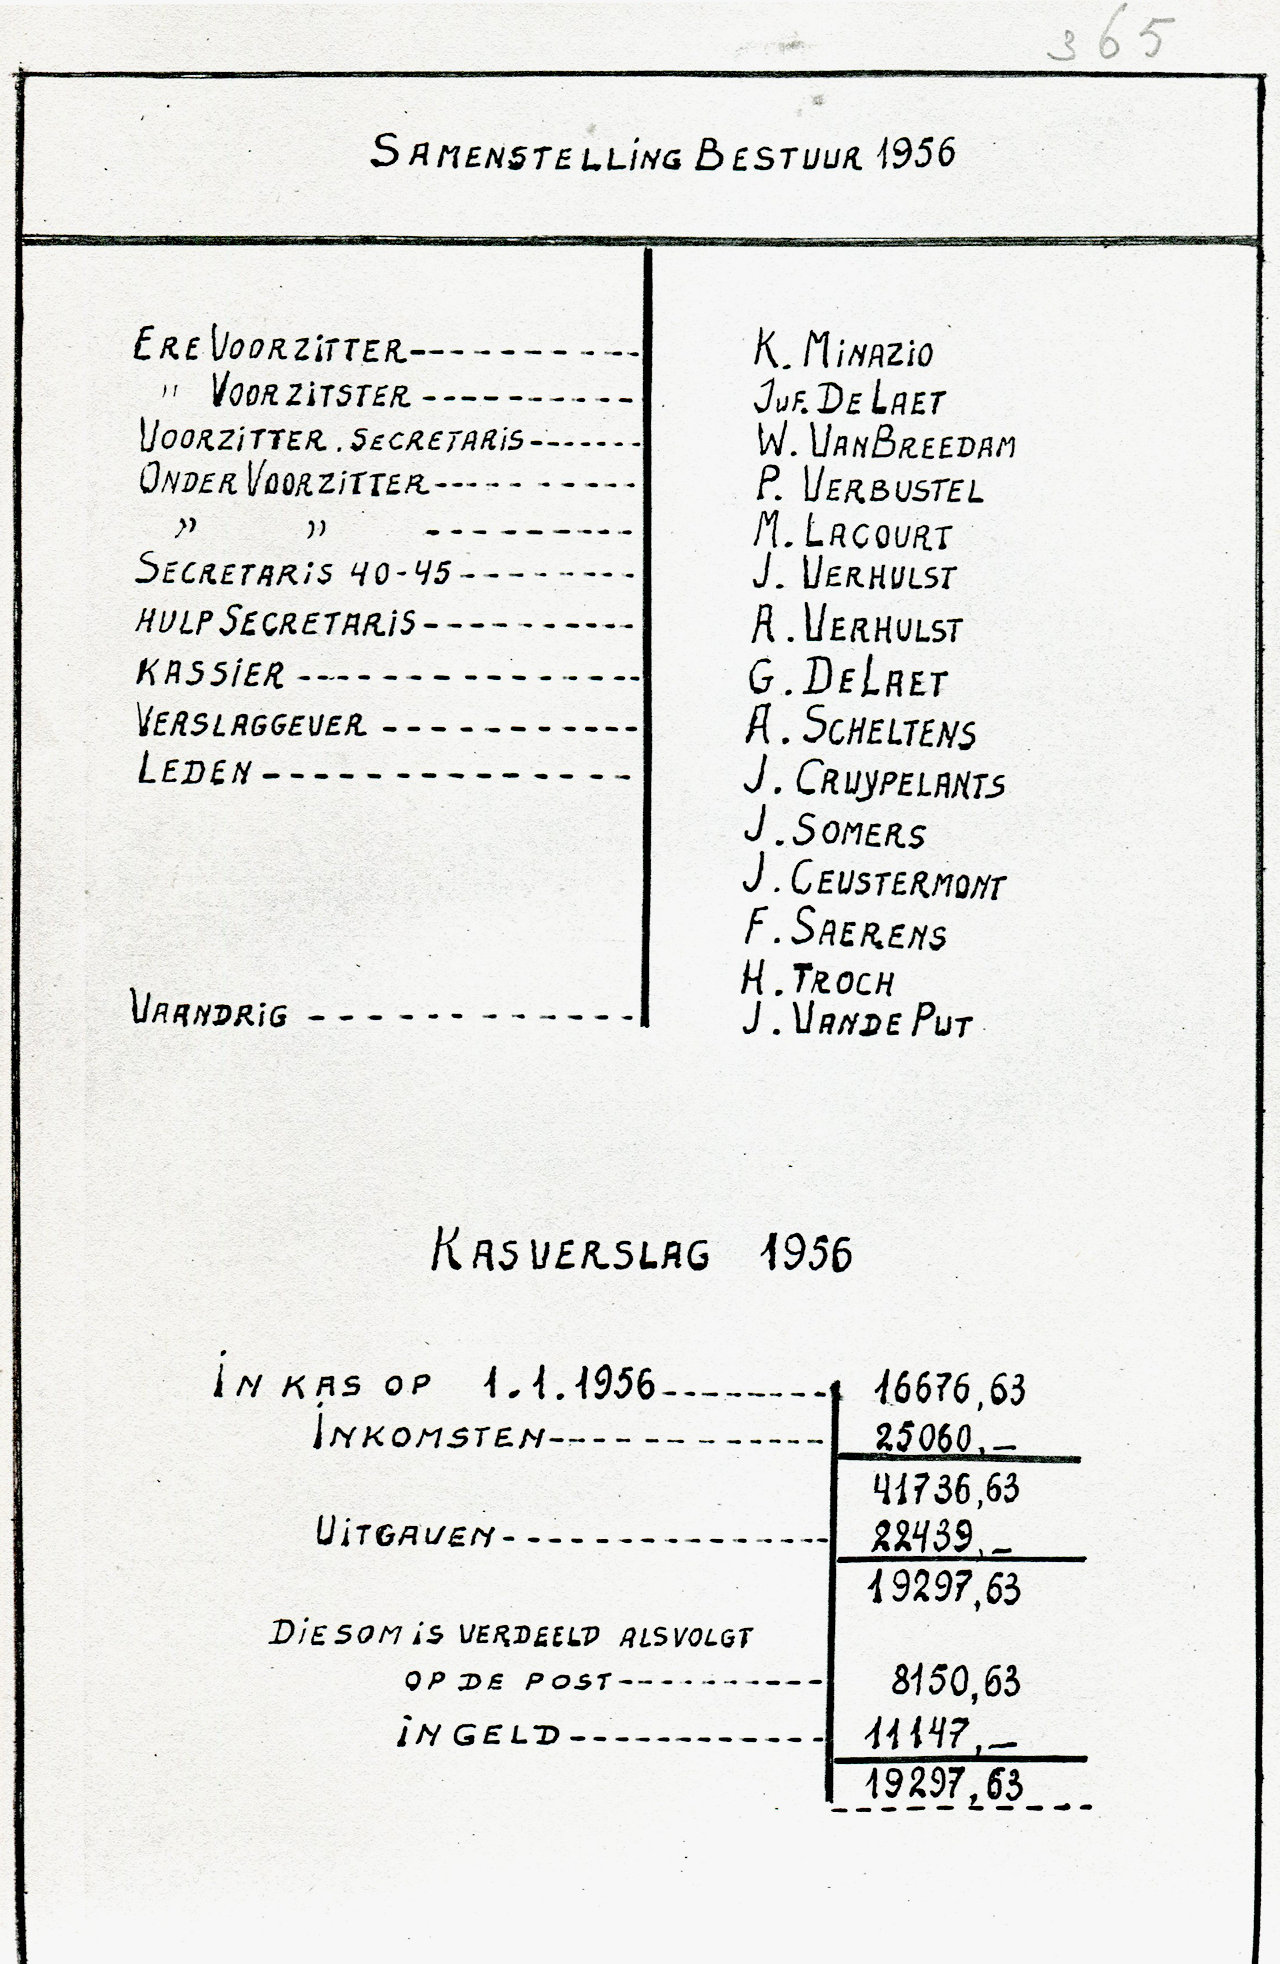 365
SAMENSTELLING BESTUUR 1956
ERE VOORZITTER----------- K. MINAZIO
" VOORZITSTER ---------- JUF. DE LAET
VOORZITTER. SECRETARIS------- W. VAN BREEDAM
ONDER VOORZITTER---------- P. VERBUSTEL
" " --------- M. LACOURT
SECRETARIS 40-45 -------- J. VERHULST
HULP SECRETARIS---------- A. VERHULST
KASSIER -------------- G. DE LAET
VERSLAGGEVER ----------- A. SCHELTENS
LEDEN -------------- J. CRUYPELANTS
J. SOMERS
J. CEUSTERMONT
F. SAERENS
H. TROCH
VAANDRIG ------------ J. VANDE PUT
KASVERSLAG 1956
IN KAS OP 1.1.1956--------- 16676,63
INKOMSTEN------------ 25060,–
41736,63
UITGAVEN-------------- 22439,–
19297,63
DIE SOM IS VERDEELD ALS VOLGT
OP DE POST----------- 8150,63
IN GELD------------ 11147,–
19297,63